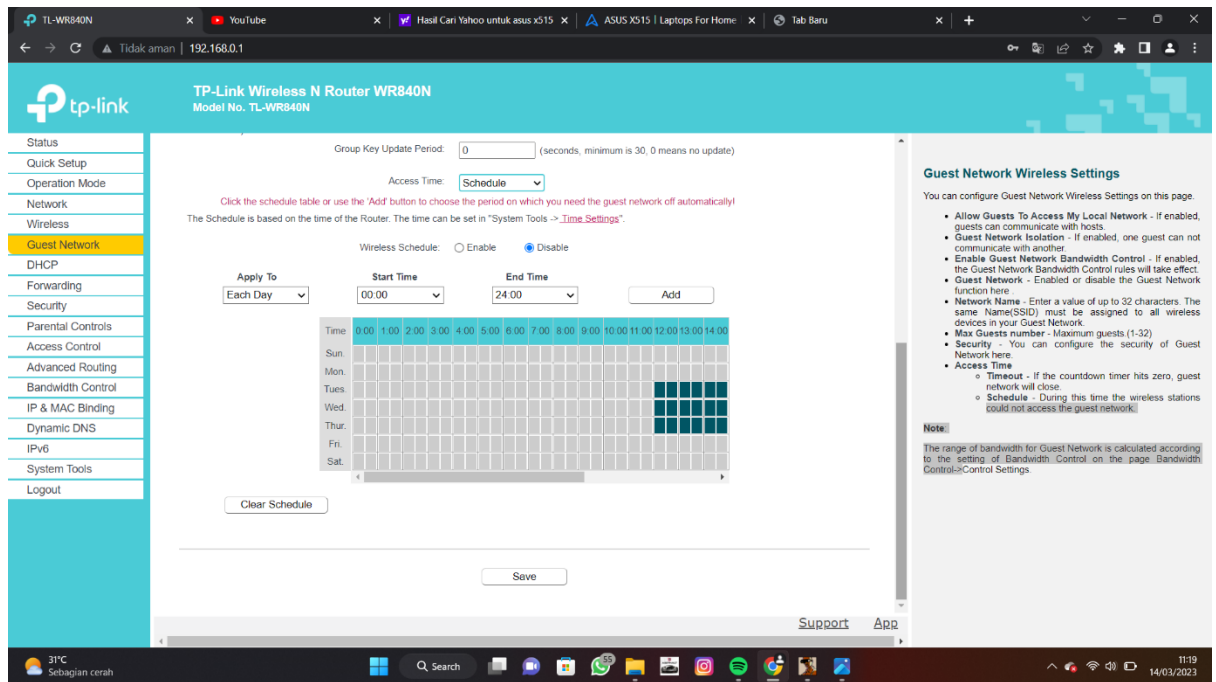 TL-WR840N
YouTube
Hasil Cari Yahoo untuk asus x515
ASUS X515 | Laptops For Home
Tab Baru
Tidak aman
192.168.0.1
tp-link
TP-Link Wireless N Router WR840N
Model No. TL-WR840N
Status
Quick Setup
Operation Mode
Network
Wireless
Guest Network
DHCP
Forwarding
Security
Parental Controls
Access Control
Advanced Routing
Bandwidth Control
IP & MAC Binding
Dynamic DNS
IPv6
System Tools
Logout
Group Key Update Period: 0 (seconds, minimum is 30, 0 means no update)
Access Time: Schedule
Click the schedule table or use the 'Add' button to choose the period on which you need the guest network off automatically!
The Schedule is based on the time of the Router. The time can be set in "System Tools -> Time Settings".
Wireless Schedule: Enable Disable
Apply To Start Time End Time
Each Day 00:00 24:00 Add
Time 0:00 1:00 2:00 3:00 4:00 5:00 6:00 7:00 8:00 9:00 10:00 11:00 12:00 13:00 14:00
Sun.
Mon.
Tues.
Wed.
Thur.
Fri.
Sat.
Clear Schedule
Save
Support App
Guest Network Wireless Settings
You can configure Guest Network Wireless Settings on this page.
Allow Guests To Access My Local Network - If enabled,
guests can communicate with hosts.
Guest Network Isolation - If enabled, one guest can not
communicate with another.
Enable Guest Network Bandwidth Control - If enabled,
the Guest Network Bandwidth Control rules will take effect.
Guest Network - Enabled or disable the Guest Network
function here .
Network Name - Enter a value of up to 32 characters. The
same Name(SSID) must be assigned to all wireless
devices in your Guest Network.
Max Guests number - Maximum guests.(1-32)
Security - You can configure the security of Guest
Network here.
Access Time
Timeout - If the countdown timer hits zero, guest
network will close.
Schedule - During this time the wireless stations
could not access the guest network.
Note:
The range of bandwidth for Guest Network is calculated according
to the setting of Bandwidth Control on the page Bandwidth
Control->Control Settings.
31°C
Sebagian cerah
Search
55
11:19
14/03/2023